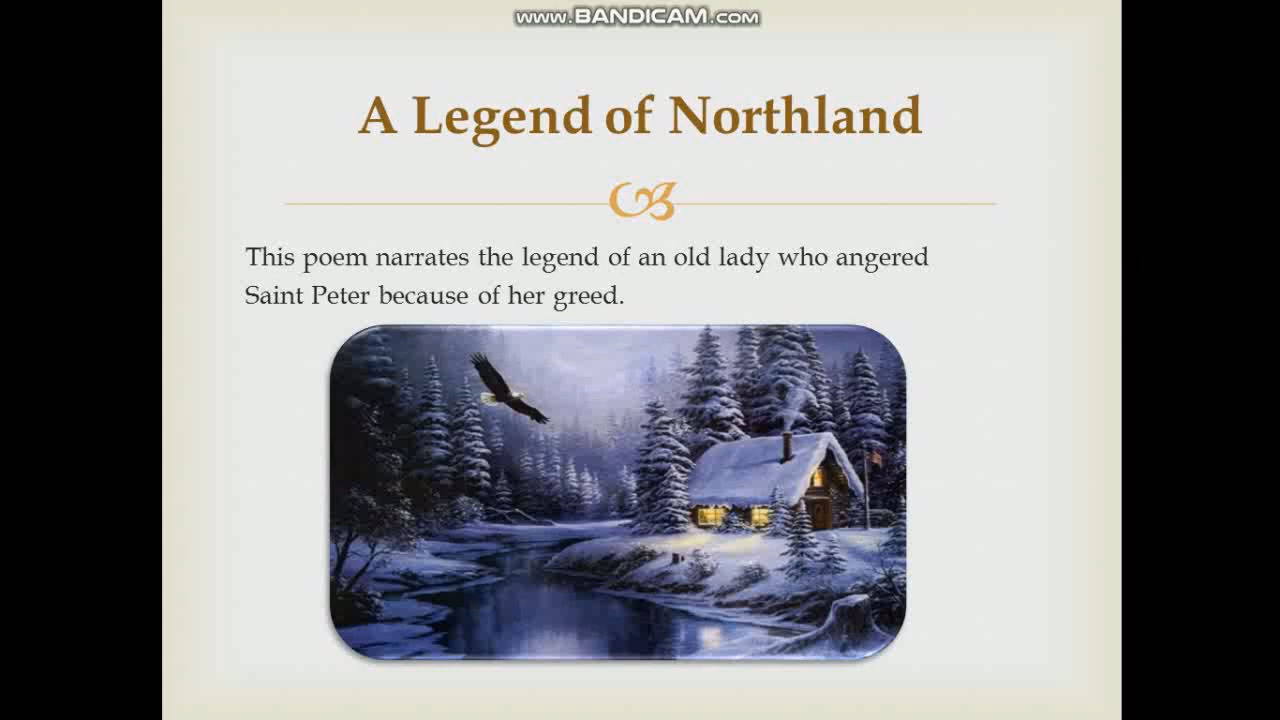 www.BANDICAM.com
A Legend of Northland
This poem narrates the legend of an old lady who angered
Saint Peter because of her greed.